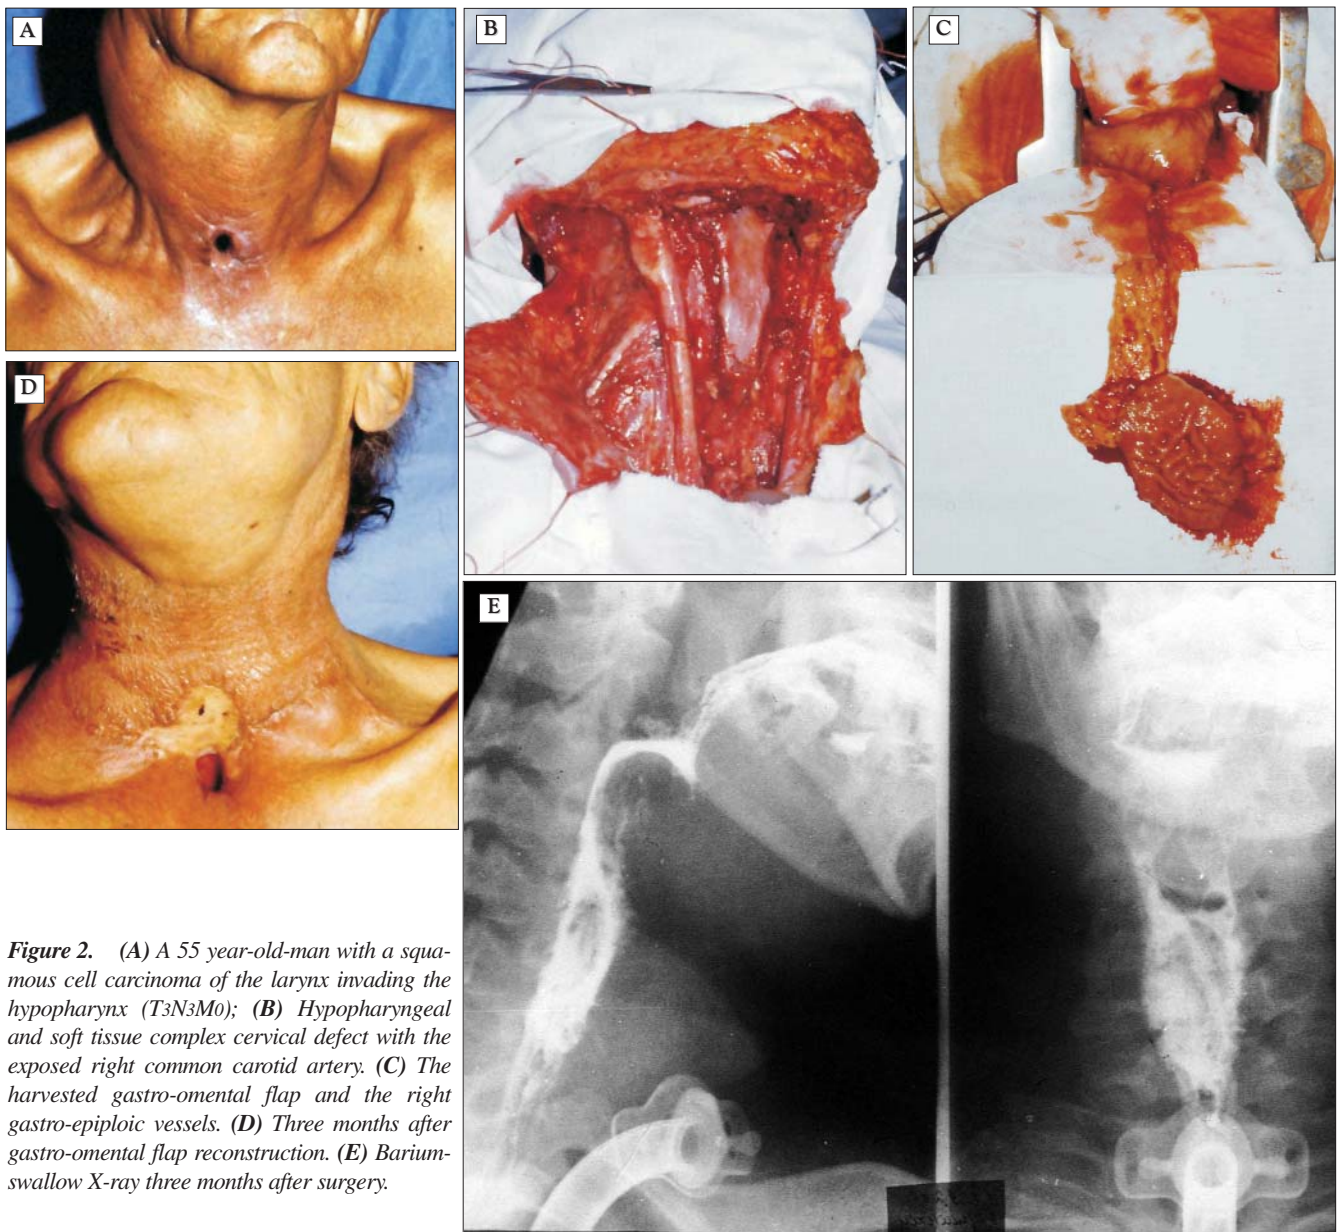 A
B
C
D
E
Figure 2. (A) A 55 year-old-man with a squa-
mous cell carcinoma of the larynx invading the
hypopharynx (T3N3M0); (B) Hypopharyngeal
and soft tissue complex cervical defect with the
exposed right common carotid artery. (C) The
harvested gastro-omental flap and the right
gastro-epiploic vessels. (D) Three months after
gastro-omental flap reconstruction. (E) Barium-
swallow X-ray three months after surgery.